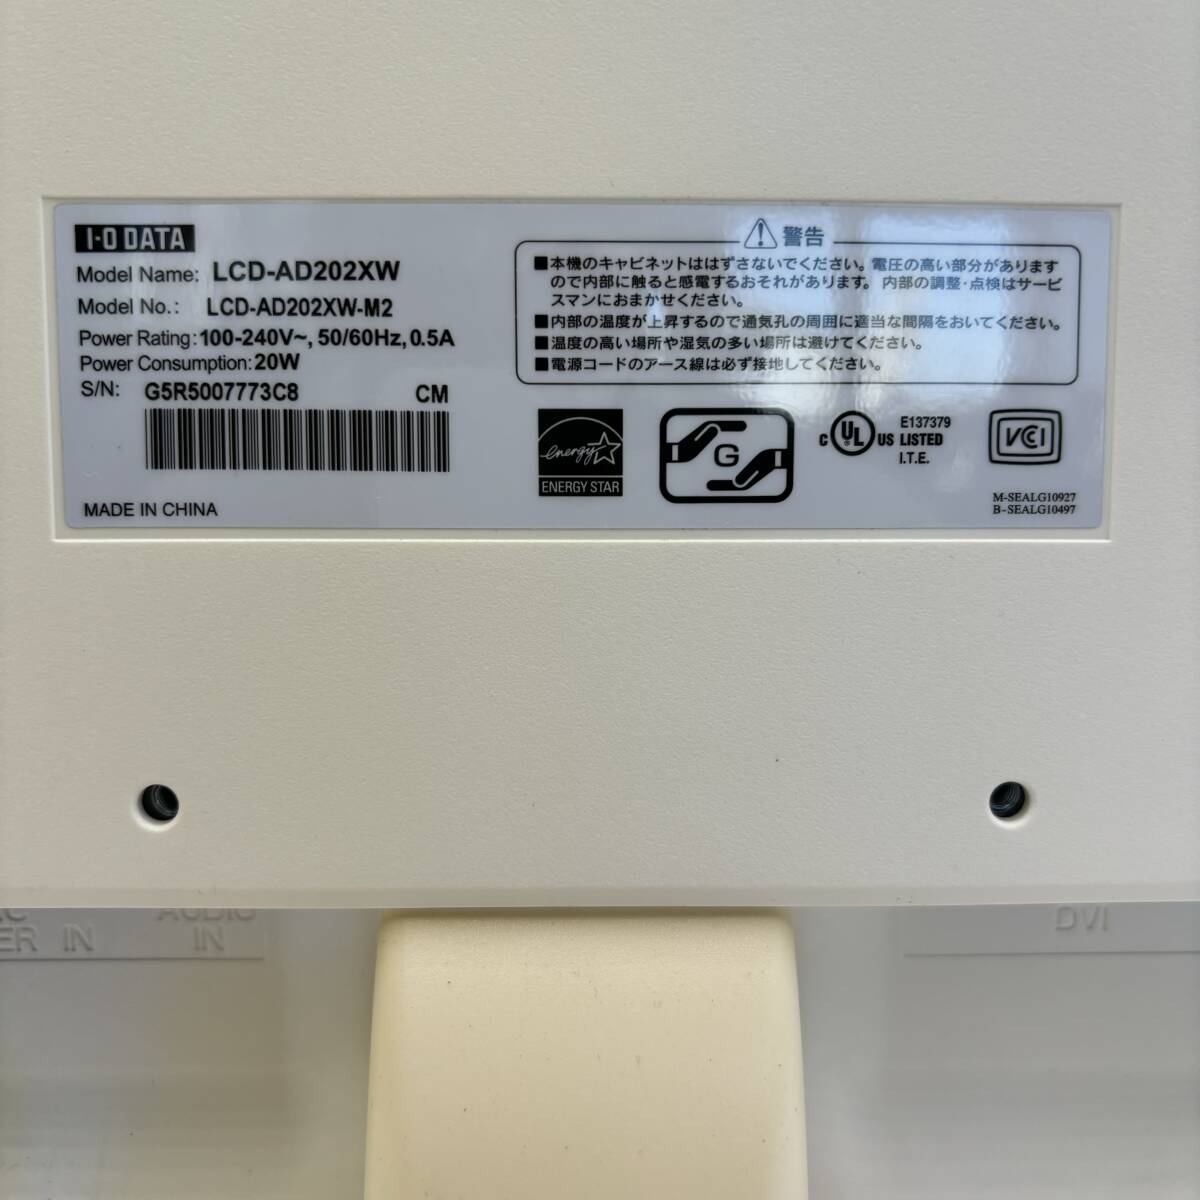 I-O DATA
Model Name: LCD-AD202XW
Model No.: LCD-AD202XW-M2
Power Rating: 100-240V~, 50/60Hz, 0.5A
Power Consumption: 20W
S/N: G5R5007773C8 CM
MADE IN CHINA
警告
■本機のキャビネットははずさないでください。電圧の高い部分があります
ので内部に触ると感電するおそれがあります。内部の調整・点検はサービ
スマンにおまかせください。
■内部の温度が上昇するので通気孔の周囲に適当な間隔をおいてください。
■温度の高い場所や湿気の多い場所は避けてください。
■電源コードのアース線は必ず接地してください。
energy
ENERGY STAR
G
c UL US LISTED
E137379
I.T.E.
VCI
M-SEALG10927
B-SEALG10497
AUDIO
IN
IN
DVI